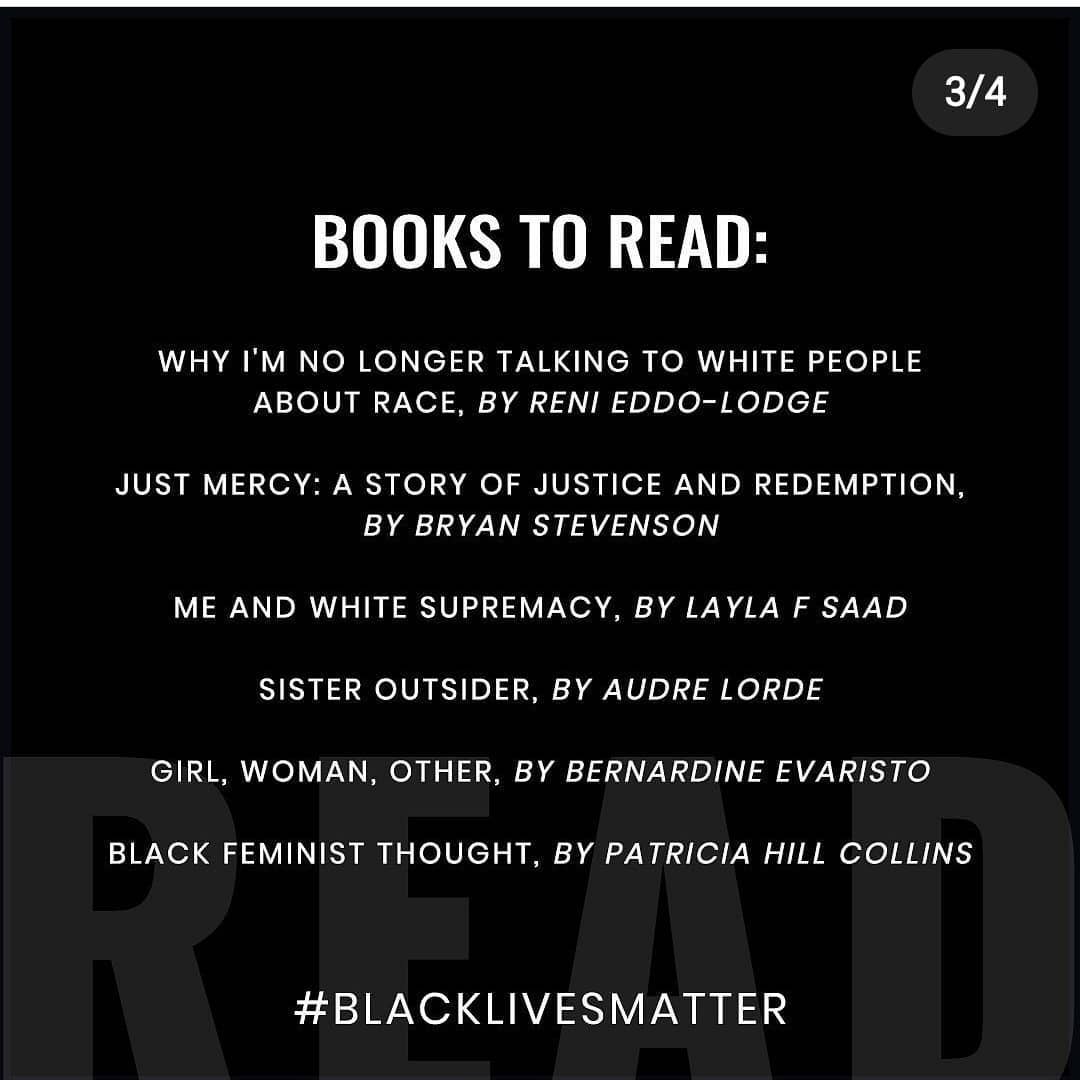 3/4
BOOKS TO READ:
WHY I'M NO LONGER TALKING TO WHITE PEOPLE
ABOUT RACE, BY RENI EDDO-LODGE
JUST MERCY: A STORY OF JUSTICE AND REDEMPTION,
BY BRYAN STEVENSON
ME AND WHITE SUPREMACY, BY LAYLA F SAAD
SISTER OUTSIDER, BY AUDRE LORDE
GIRL, WOMAN, OTHER, BY BERNARDINE EVARISTO
BLACK FEMINIST THOUGHT, BY PATRICIA HILL COLLINS
#BLACKLIVESMATTER
READ